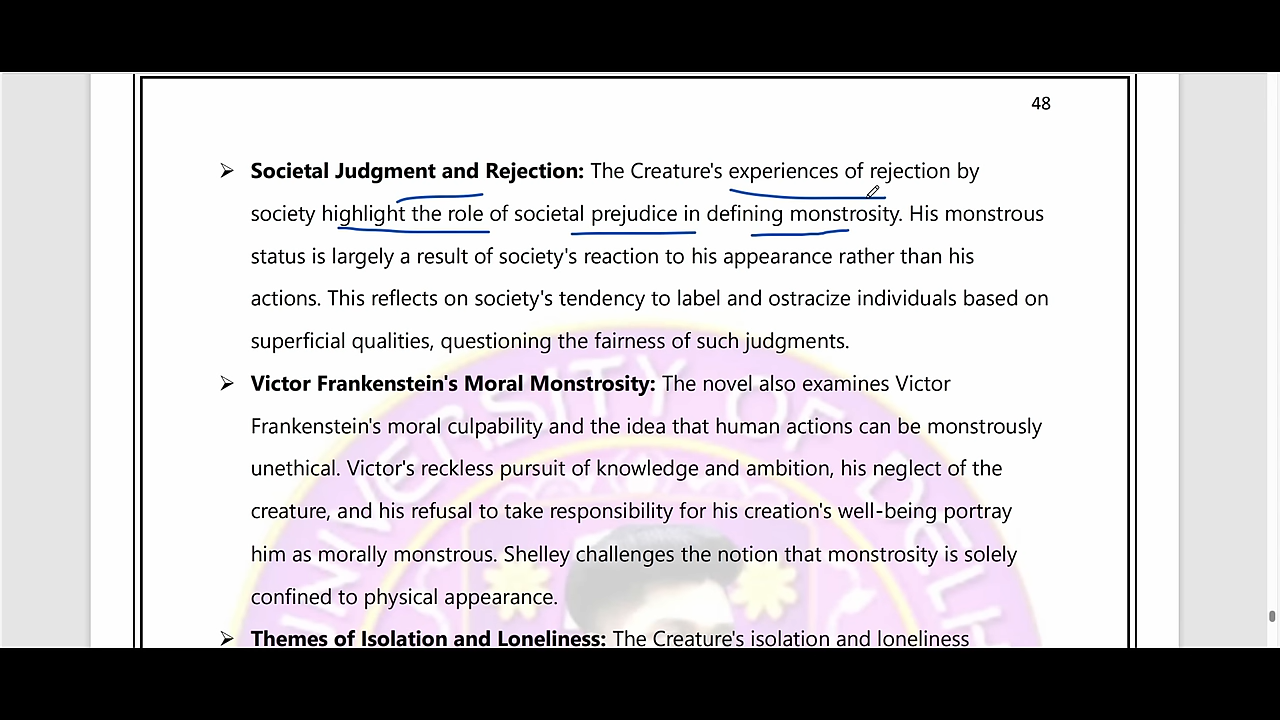 48
➢ Societal Judgment and Rejection: The Creature's experiences of rejection by
society highlight the role of societal prejudice in defining monstrosity. His monstrous
status is largely a result of society's reaction to his appearance rather than his
actions. This reflects on society's tendency to label and ostracize individuals based on
superficial qualities, questioning the fairness of such judgments.
➢ Victor Frankenstein's Moral Monstrosity: The novel also examines Victor
Frankenstein's moral culpability and the idea that human actions can be monstrously
unethical. Victor's reckless pursuit of knowledge and ambition, his neglect of the
creature, and his refusal to take responsibility for his creation's well-being portray
him as morally monstrous. Shelley challenges the notion that monstrosity is solely
confined to physical appearance.
➢ Themes of Isolation and Loneliness: The Creature's isolation and loneliness
UNIVERSITY OF DELH